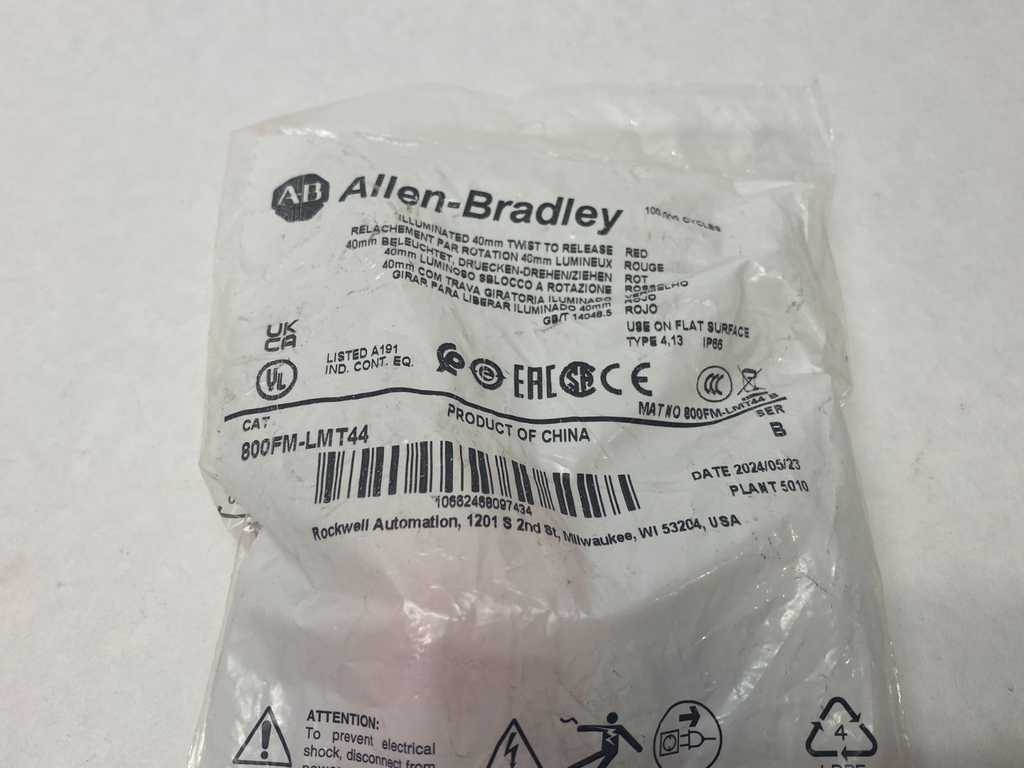 A-B Allen-Bradley
100,000 CYCLES
ILLUMINATED 40mm TWIST TO RELEASE RED
RELACHEMENT PAR ROTATION 40mm LUMINEUX ROUGE
40mm BELEUCHTET, DRUECKEN-DREHEN/ZIEHEN ROT
40mm LUMINOSO SBLOCCO A ROTAZIONE
40mm COM TRAVA GIRATORIA ILUMINADO
GIRAR PARA LIBERAR ILUMINADO 40mm ROJO
GB/T 14048.5
USE ON FLAT SURFACE
TYPE 4,13 IP66
UK
CA
UL
LISTED A191
IND. CONT. EQ.
EAC
CE
CCC
MAT NO 800FM-LMT44 B
CAT
800FM-LMT44
PRODUCT OF CHINA
SER
B
10682468097434
DATE 2024/05/23
PLANT 5010
Rockwell Automation, 1201 S 2nd St, Milwaukee, WI 53204, USA
ATTENTION:
To prevent electrical
shock, disconnect from
4